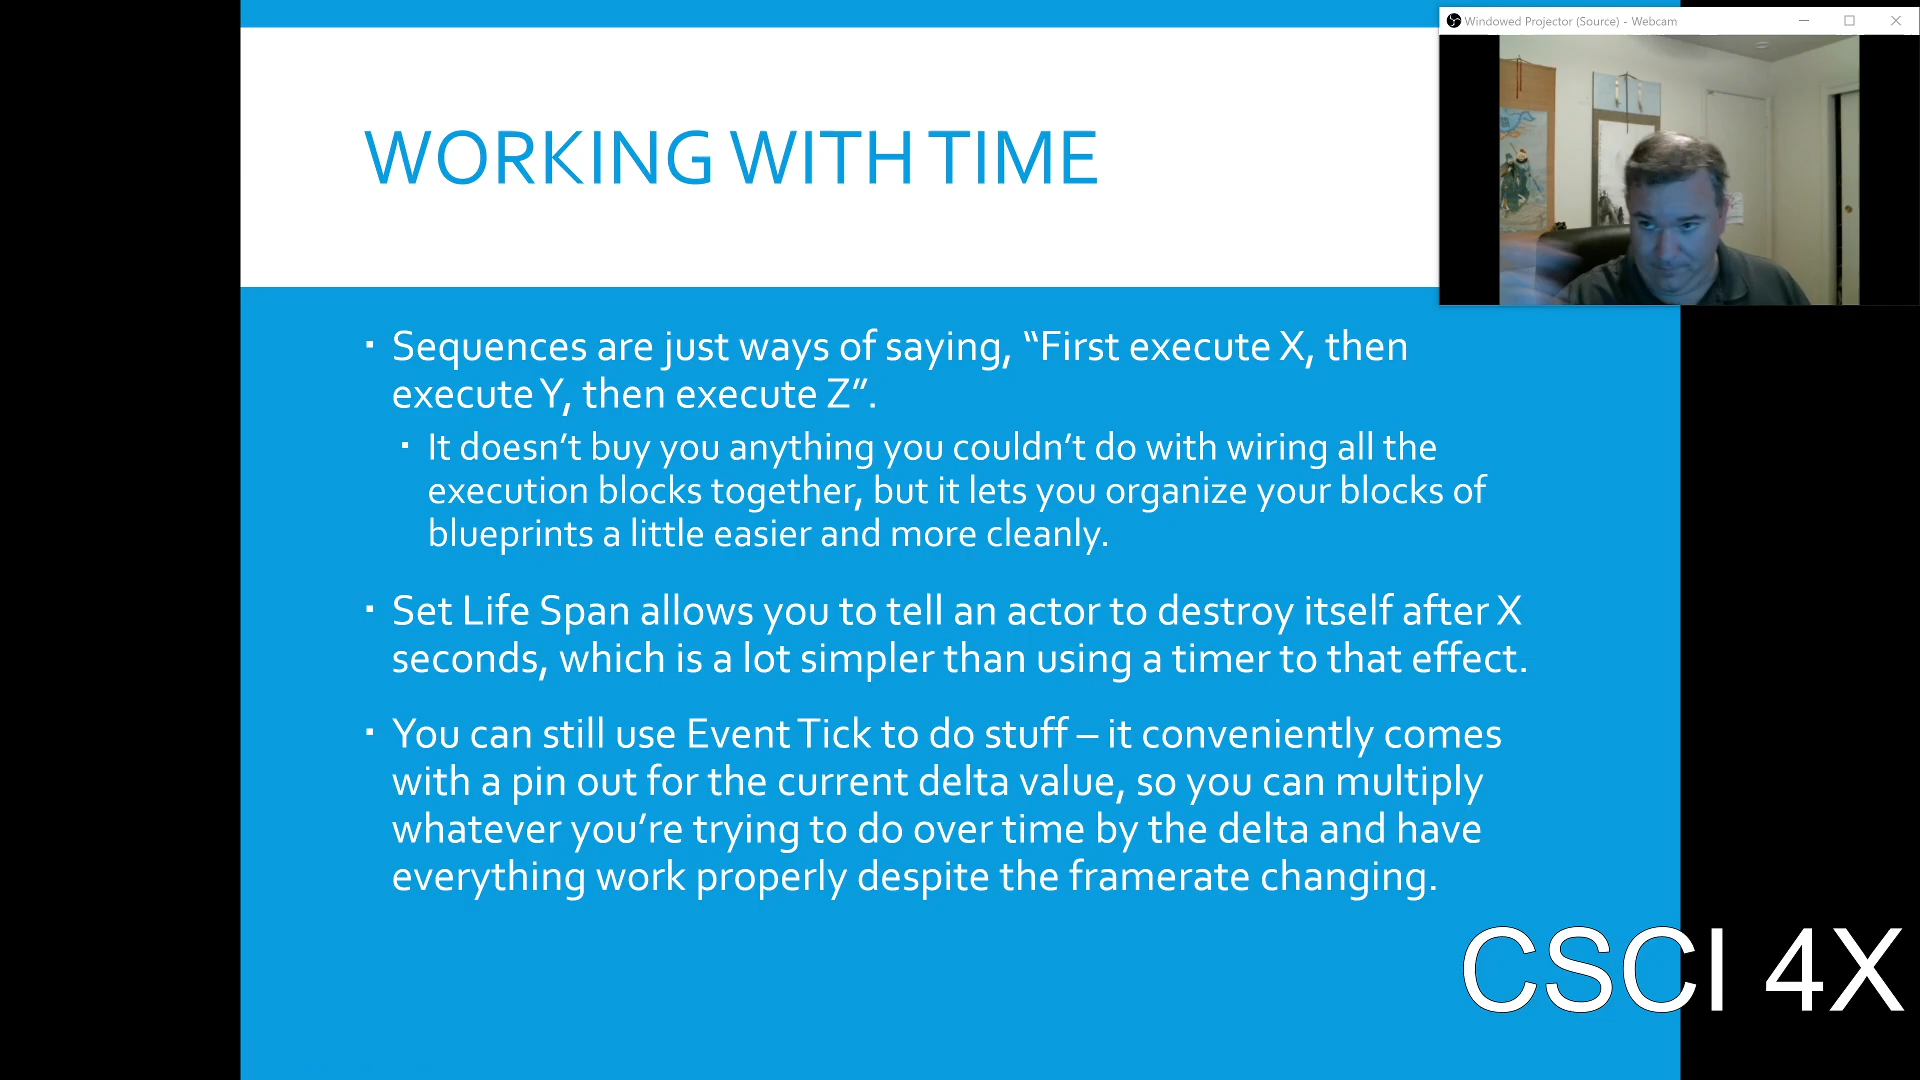 Windowed Projector (Source) - Webcam
WORKING WITH TIME
▪ Sequences are just ways of saying, “First execute X, then
execute Y, then execute Z”.
▪ It doesn’t buy you anything you couldn’t do with wiring all the
execution blocks together, but it lets you organize your blocks of
blueprints a little easier and more cleanly.
▪ Set Life Span allows you to tell an actor to destroy itself after X
seconds, which is a lot simpler than using a timer to that effect.
▪ You can still use Event Tick to do stuff – it conveniently comes
with a pin out for the current delta value, so you can multiply
whatever you’re trying to do over time by the delta and have
everything work properly despite the framerate changing.
CSCI 4X